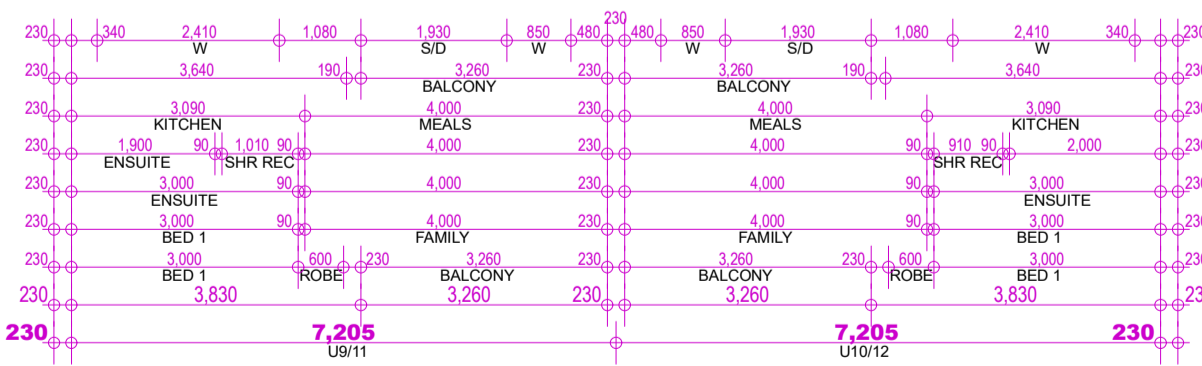 230
230 340 2,410 1,080 1,930 850 480 480 850 1,930 1,080 2,410 340 230
W S/D W W S/D W
230 3,640 190 3,260 230 3,260 190 3,640 230
BALCONY BALCONY
230 3,090 4,000 230 4,000 3,090 230
KITCHEN MEALS MEALS KITCHEN
230 1,900 90 1,010 90 4,000 230 4,000 90 910 90 2,000 230
ENSUITE SHR REC SHR REC
230 3,000 90 4,000 230 4,000 90 3,000 230
ENSUITE ENSUITE
230 3,000 90 4,000 230 4,000 90 3,000 230
BED 1 FAMILY FAMILY BED 1
230 3,000 600 230 3,260 230 3,260 230 600 3,000 230
BED 1 ROBE BALCONY BALCONY ROBE BED 1
230 3,830 3,260 230 3,260 3,830
230 7,205 7,205 230
U9/11 U10/12